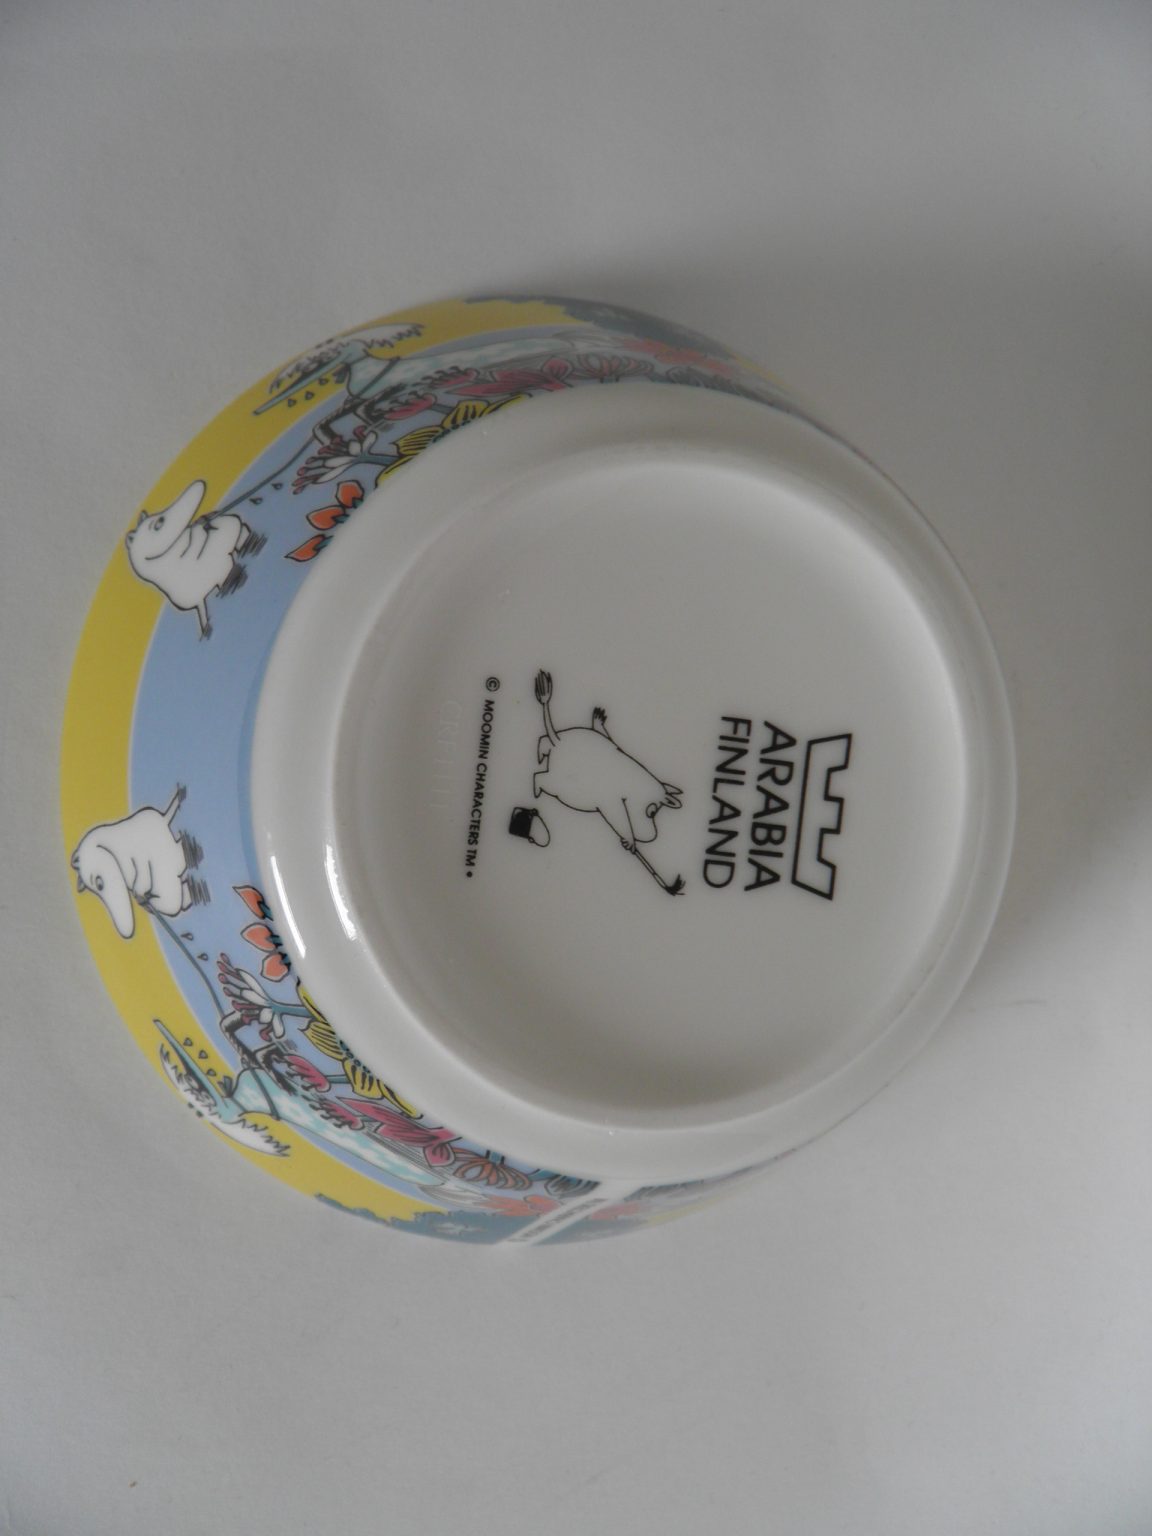 ARABIA
FINLAND
© MOOMIN CHARACTERS TM •